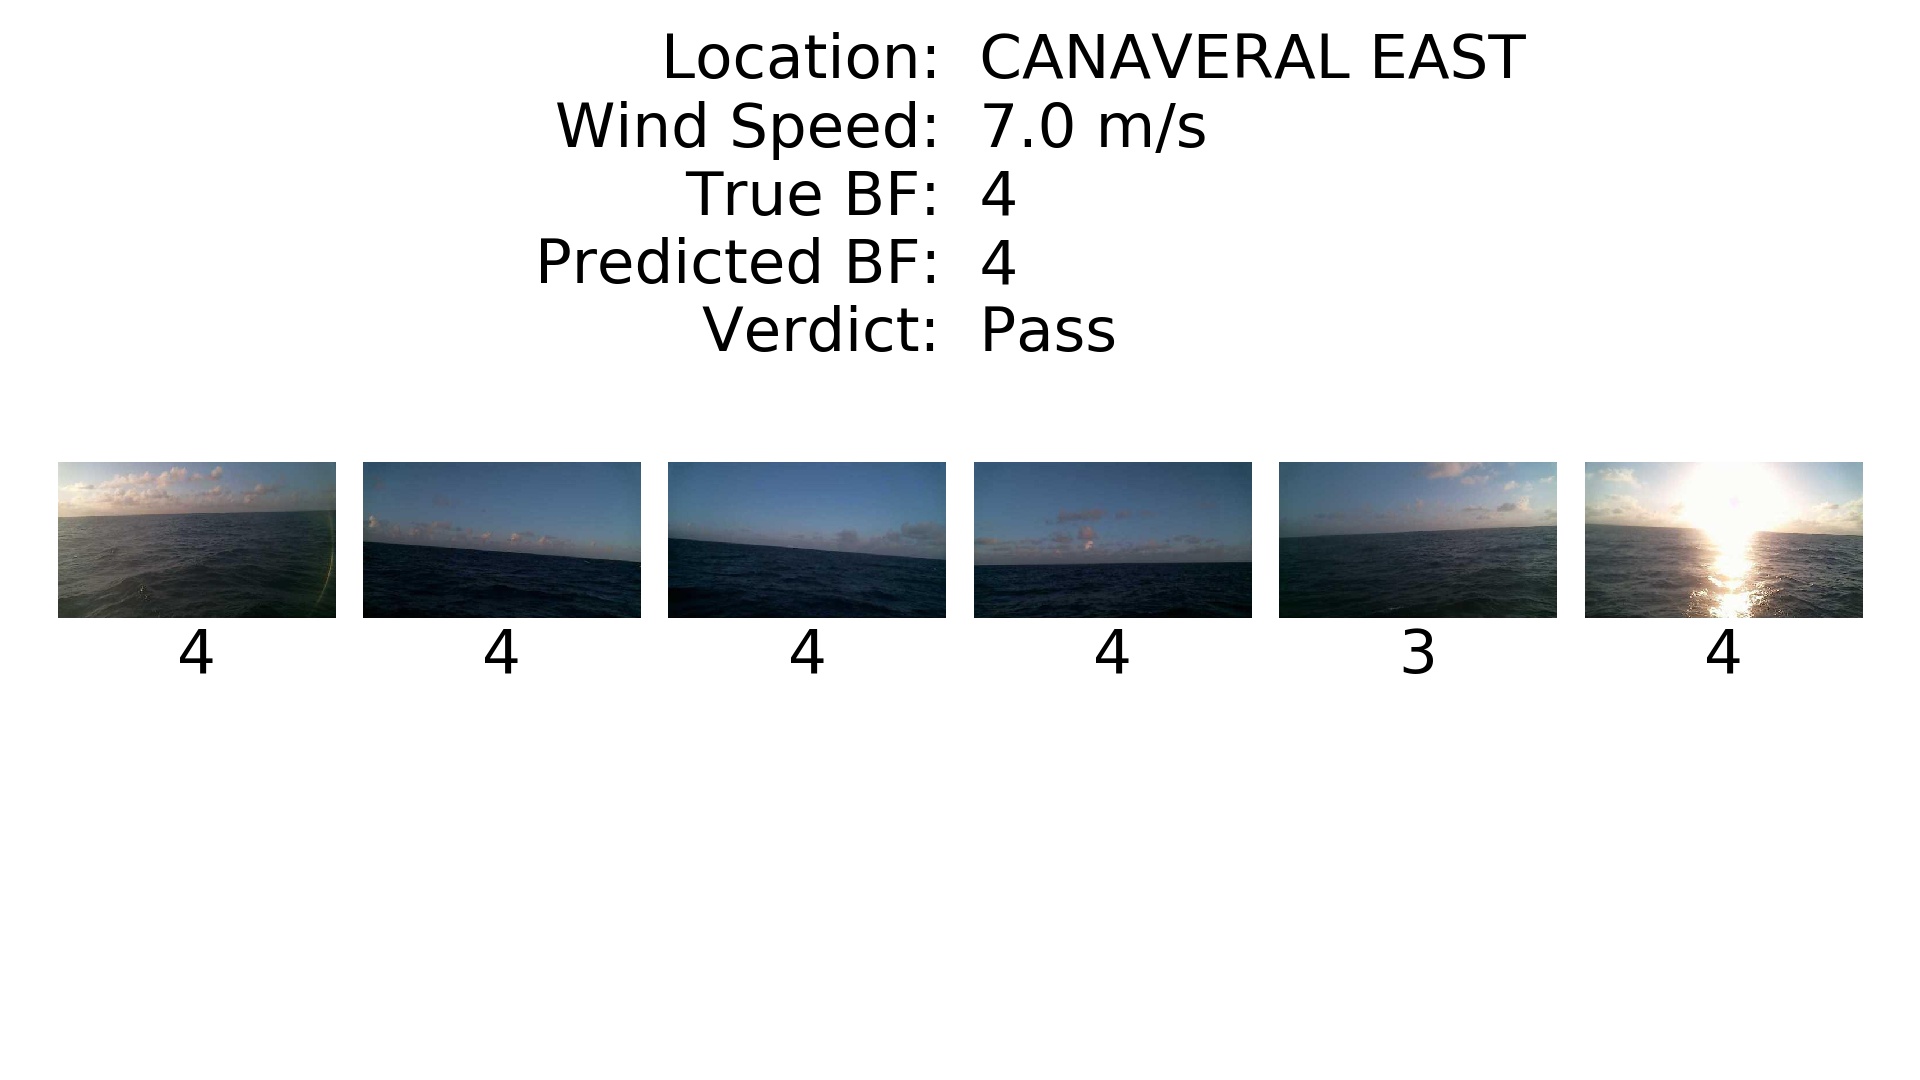 Location: CANAVERAL EAST
Wind Speed: 7.0 m/s
True BF: 4
Predicted BF: 4
Verdict: Pass
4 4 4 4 3 4